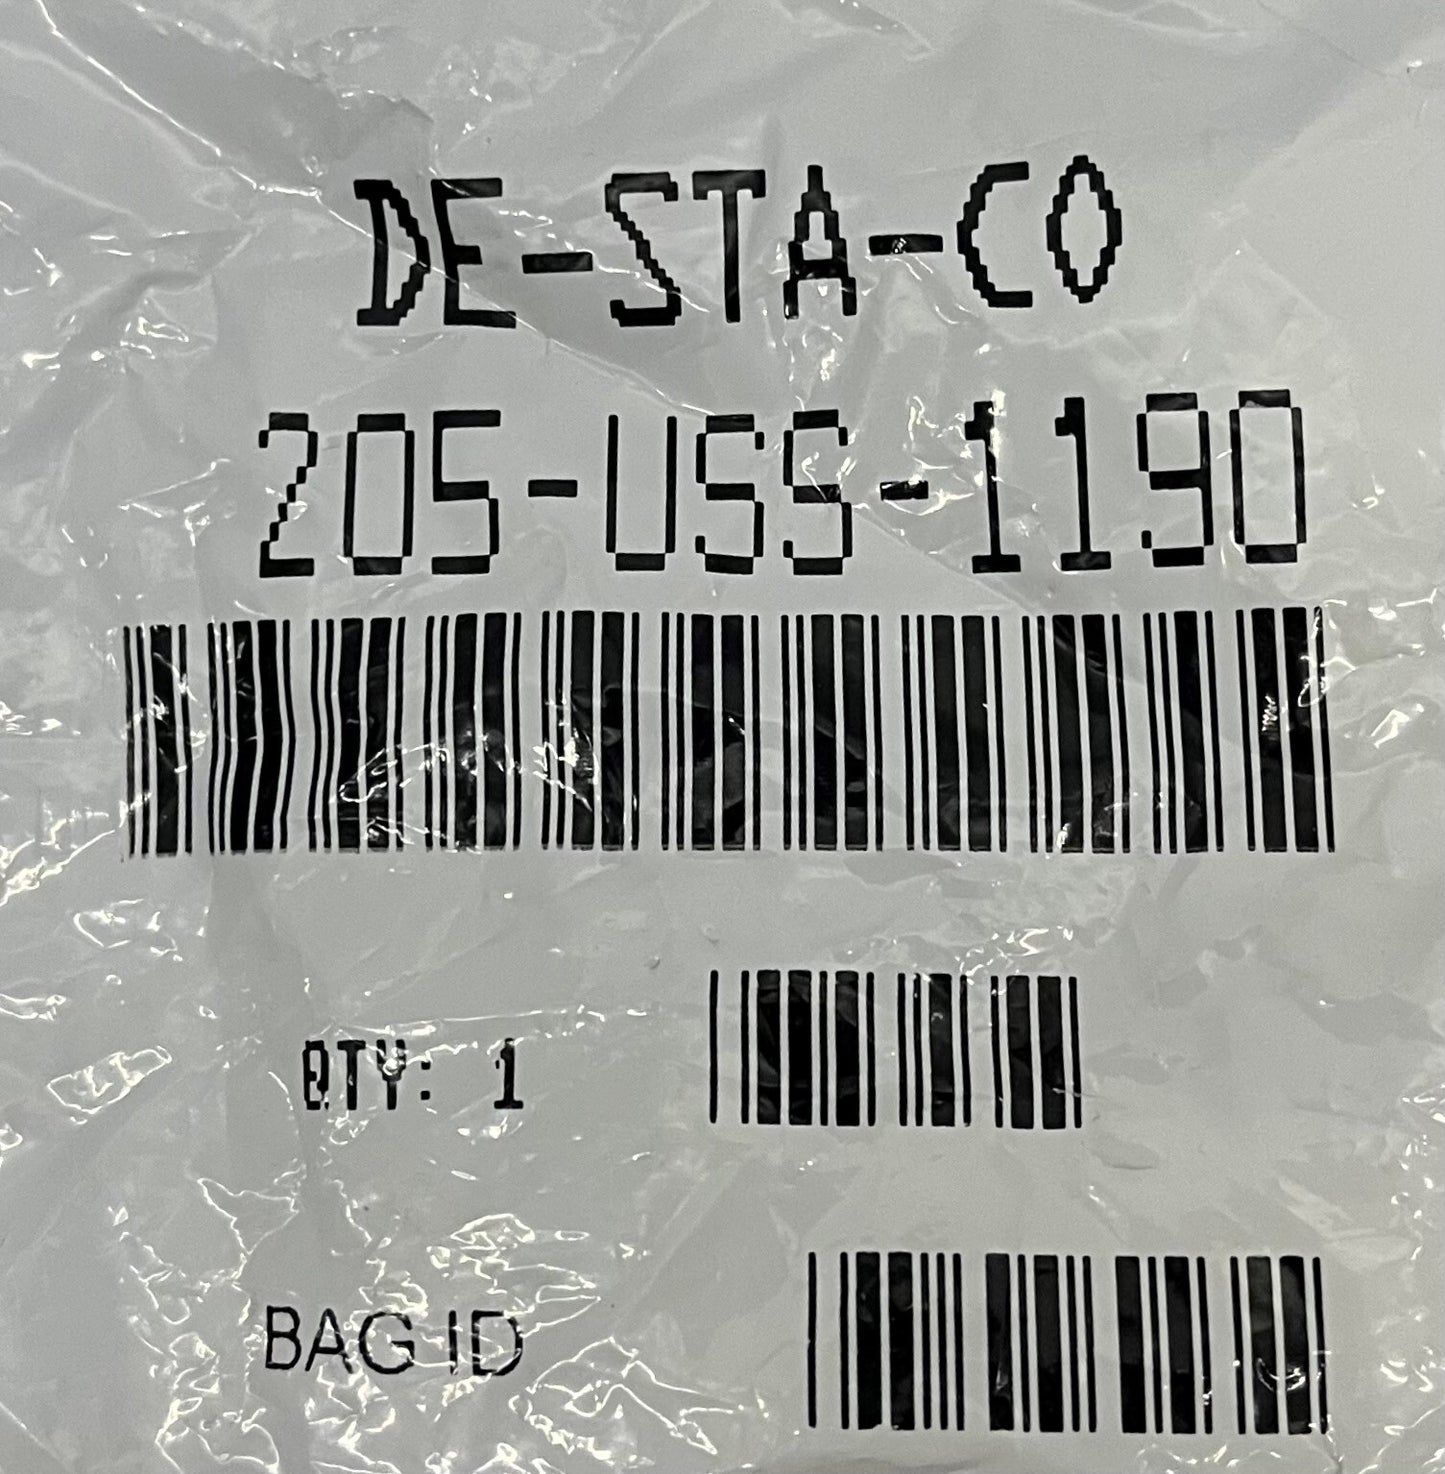 DE-STA-CO
205-USS-1190
QTY: 1
BAG ID